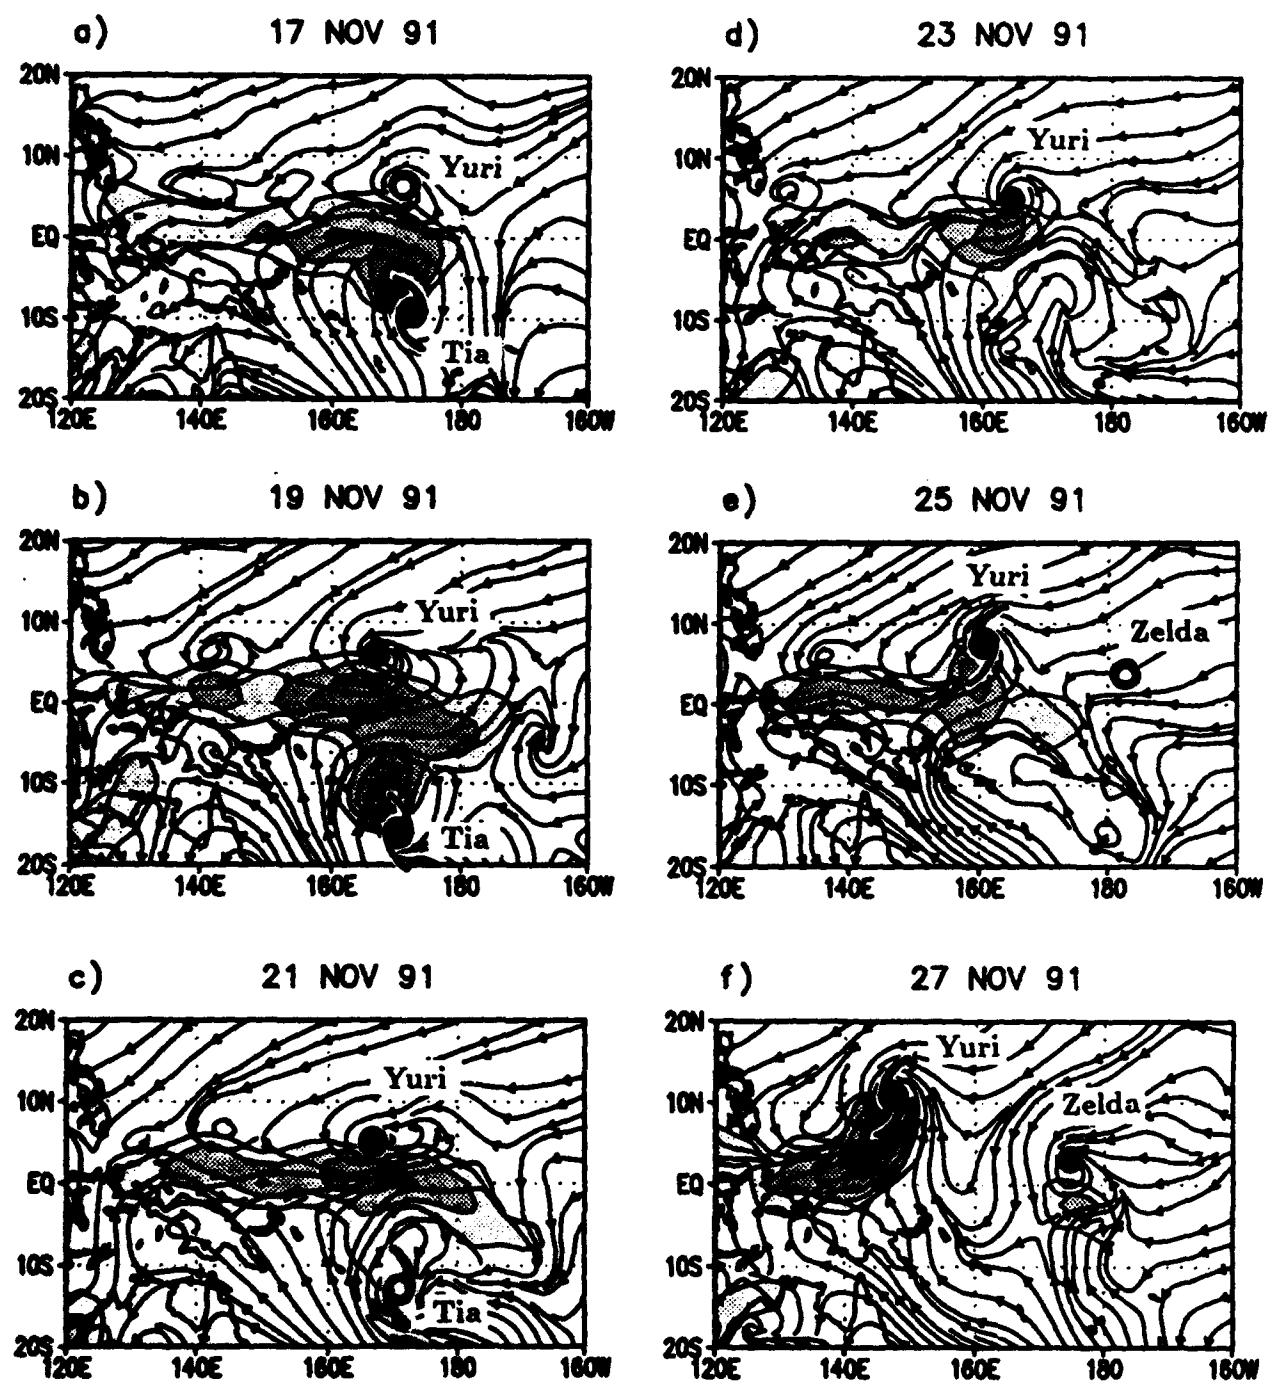 a) 17 NOV 91
20N
10N
EQ
10S
20S
Yuri
Tia
120E 140E 160E 180 160W
d) 23 NOV 91
20N
10N
EQ
10S
20S
Yuri
120E 140E 160E 180 160W
b) 19 NOV 91
20N
10N
EQ
10S
20S
Yuri
Tia
120E 140E 160E 180 160W
e) 25 NOV 91
20N
10N
EQ
10S
20S
Yuri
Zelda
120E 140E 160E 180 160W
c) 21 NOV 91
20N
10N
EQ
10S
20S
Yuri
Tia
120E 140E 160E 180 160W
f) 27 NOV 91
20N
10N
EQ
10S
20S
Yuri
Zelda
120E 140E 160E 180 160W